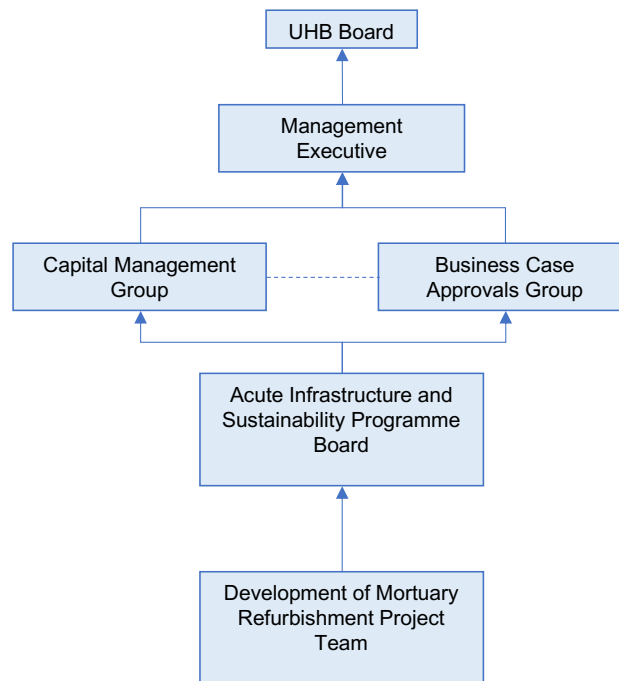 UHB Board
Management
Executive
Capital Management
Group
Business Case
Approvals Group
Acute Infrastructure and
Sustainability Programme
Board
Development of Mortuary
Refurbishment Project
Team